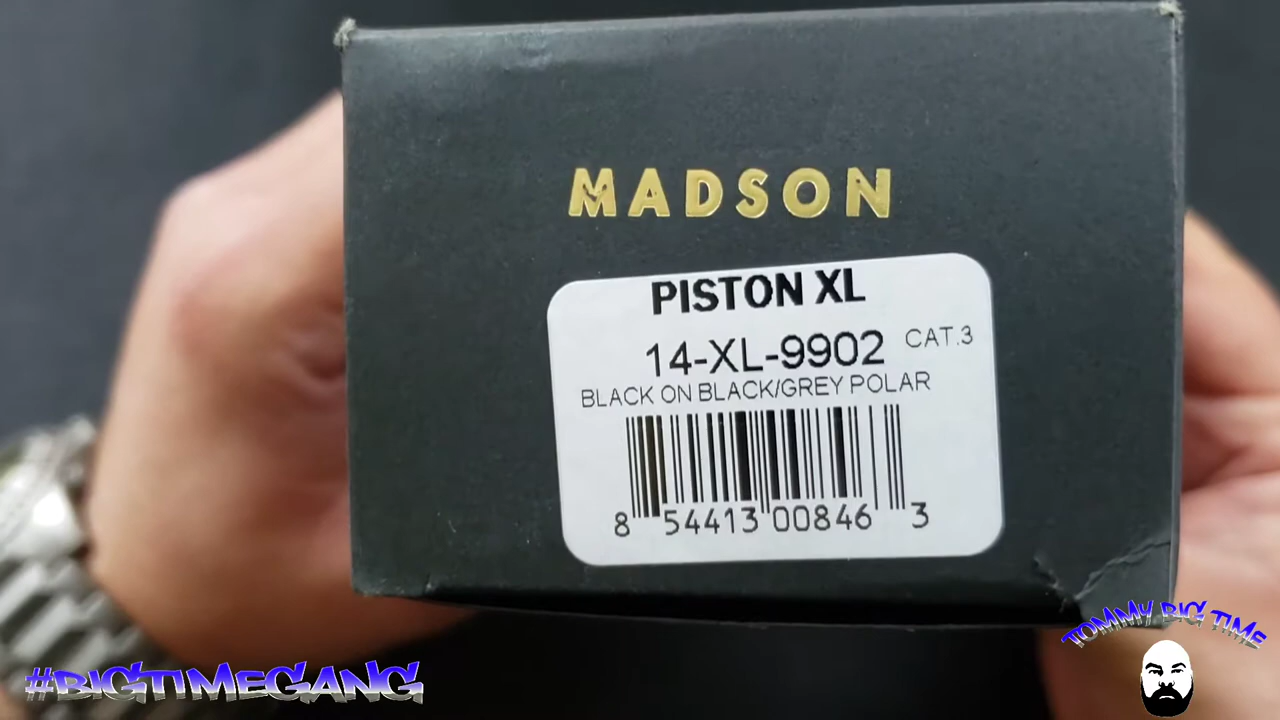 MADSON
PISTON XL
14-XL-9902 CAT.3
BLACK ON BLACK/GREY POLAR
8 54413 00846 3
TOMMY BIG TIME
#BIGTIMEGANG